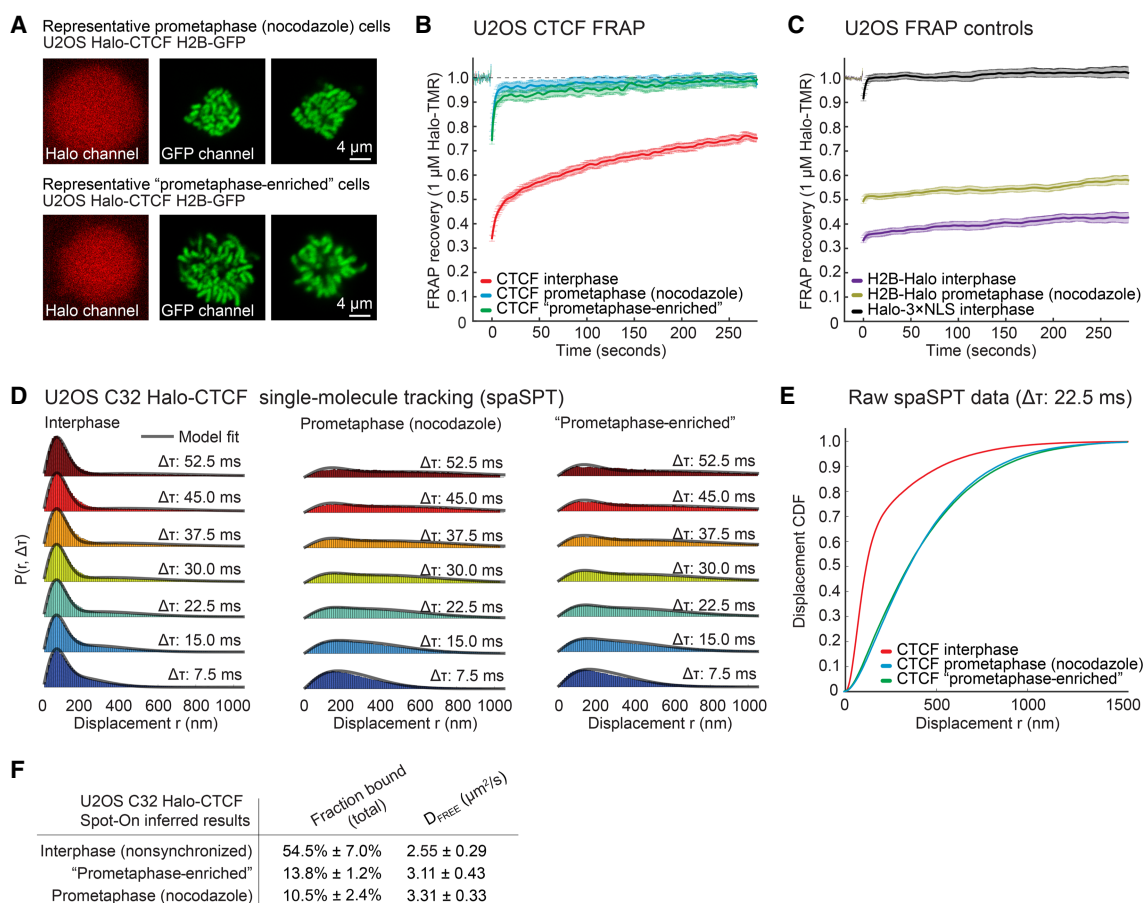 A
Representative prometaphase (nocodazole) cells
U2OS Halo-CTCF H2B-GFP
Halo channel
GFP channel
4 μm
Representative “prometaphase-enriched” cells
U2OS Halo-CTCF H2B-GFP
Halo channel
GFP channel
4 μm
B
U2OS CTCF FRAP
FRAP recovery (1 μM Halo-TMR)
1.0
0.9
0.8
0.7
0.6
0.5
0.4
0.3
0.2
0.1
0
CTCF interphase
CTCF prometaphase (nocodazole)
CTCF “prometaphase-enriched”
0 50 100 150 200 250
Time (seconds)
C
U2OS FRAP controls
FRAP recovery (1 μM Halo-TMR)
1.0
0.9
0.8
0.7
0.6
0.5
0.4
0.3
0.2
0.1
0
H2B-Halo interphase
H2B-Halo prometaphase (nocodazole)
Halo-3×NLS interphase
0 50 100 150 200 250
Time (seconds)
D
U2OS C32 Halo-CTCF single-molecule tracking (spaSPT)
P(r, Δτ)
Interphase
Model fit
Δτ: 52.5 ms
Δτ: 45.0 ms
Δτ: 37.5 ms
Δτ: 30.0 ms
Δτ: 22.5 ms
Δτ: 15.0 ms
Δτ: 7.5 ms
0 200 400 600 800 1000
Displacement r (nm)
Prometaphase (nocodazole)
Δτ: 52.5 ms
Δτ: 45.0 ms
Δτ: 37.5 ms
Δτ: 30.0 ms
Δτ: 22.5 ms
Δτ: 15.0 ms
Δτ: 7.5 ms
0 200 400 600 800 1000
Displacement r (nm)
“Prometaphase-enriched”
Δτ: 52.5 ms
Δτ: 45.0 ms
Δτ: 37.5 ms
Δτ: 30.0 ms
Δτ: 22.5 ms
Δτ: 15.0 ms
Δτ: 7.5 ms
0 200 400 600 800 1000
Displacement r (nm)
E
Raw spaSPT data (Δτ: 22.5 ms)
Displacement CDF
1.0
0.9
0.8
0.7
0.6
0.5
0.4
0.3
0.2
0.1
0
CTCF interphase
CTCF prometaphase (nocodazole)
CTCF “prometaphase-enriched”
0 500 1000 1500
Displacement r (nm)
F
U2OS C32 Halo-CTCF
Spot-On inferred results
Fraction bound
(total)
D_FREE (μm²/s)
Interphase (nonsynchronized) 54.5% ± 7.0% 2.55 ± 0.29
“Prometaphase-enriched” 13.8% ± 1.2% 3.11 ± 0.43
Prometaphase (nocodazole) 10.5% ± 2.4% 3.31 ± 0.33